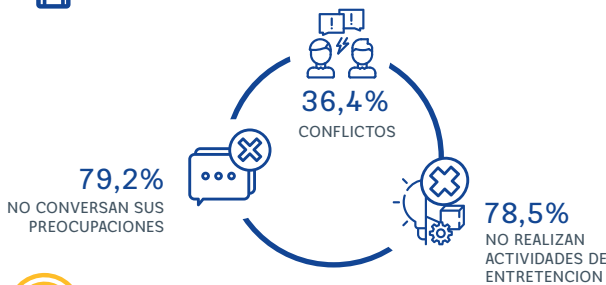 36,4%
CONFLICTOS
79,2%
NO CONVERSAN SUS
PREOCUPACIONES
78,5%
NO REALIZAN
ACTIVIDADES DE
ENTRETENCION